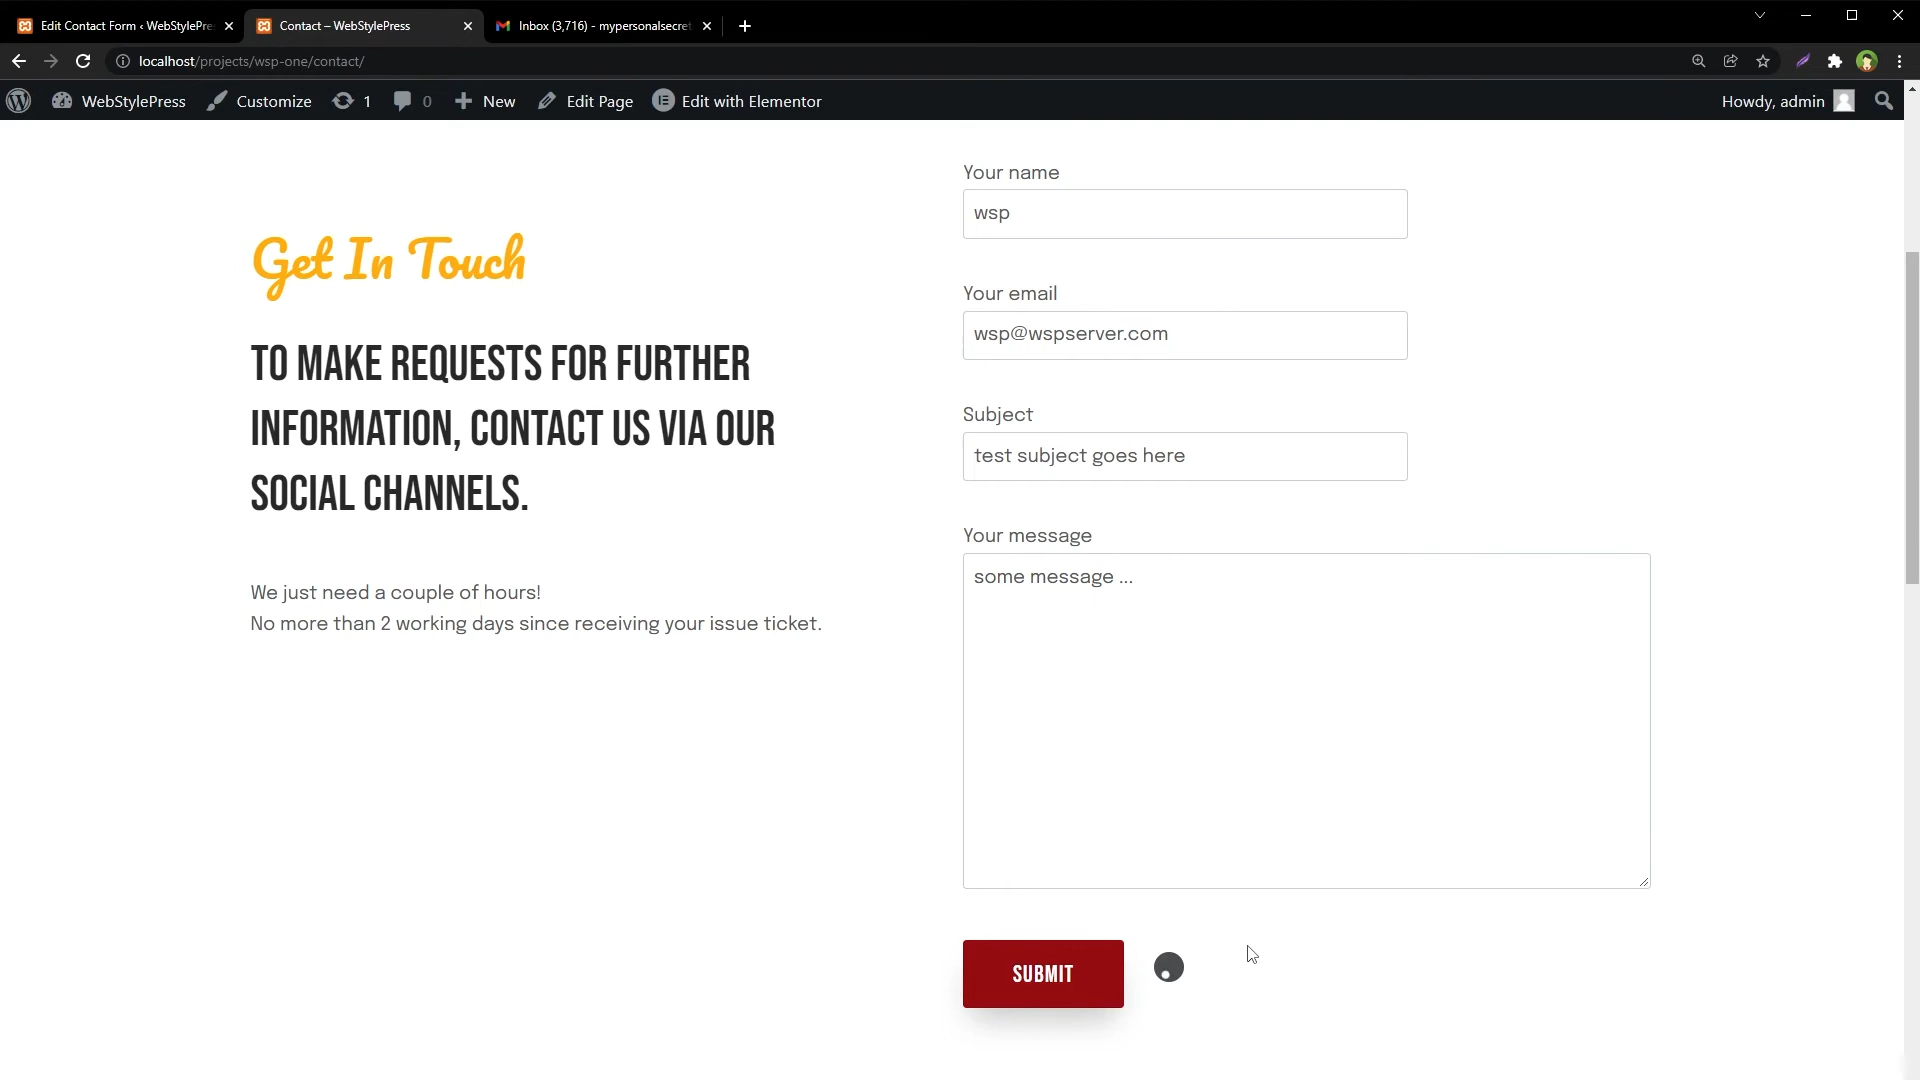 Edit Contact Form ‹ WebStylePre
Contact – WebStylePress
Inbox (3,716) - mypersonalsecret
localhost/projects/wsp-one/contact/
WebStylePress
Customize
1
0
New
Edit Page
Edit with Elementor
Howdy, admin
Get In Touch
TO MAKE REQUESTS FOR FURTHER
INFORMATION, CONTACT US VIA OUR
SOCIAL CHANNELS.
We just need a couple of hours!
No more than 2 working days since receiving your issue ticket.
Your name
wsp
Your email
wsp@wspserver.com
Subject
test subject goes here
Your message
some message ...
SUBMIT